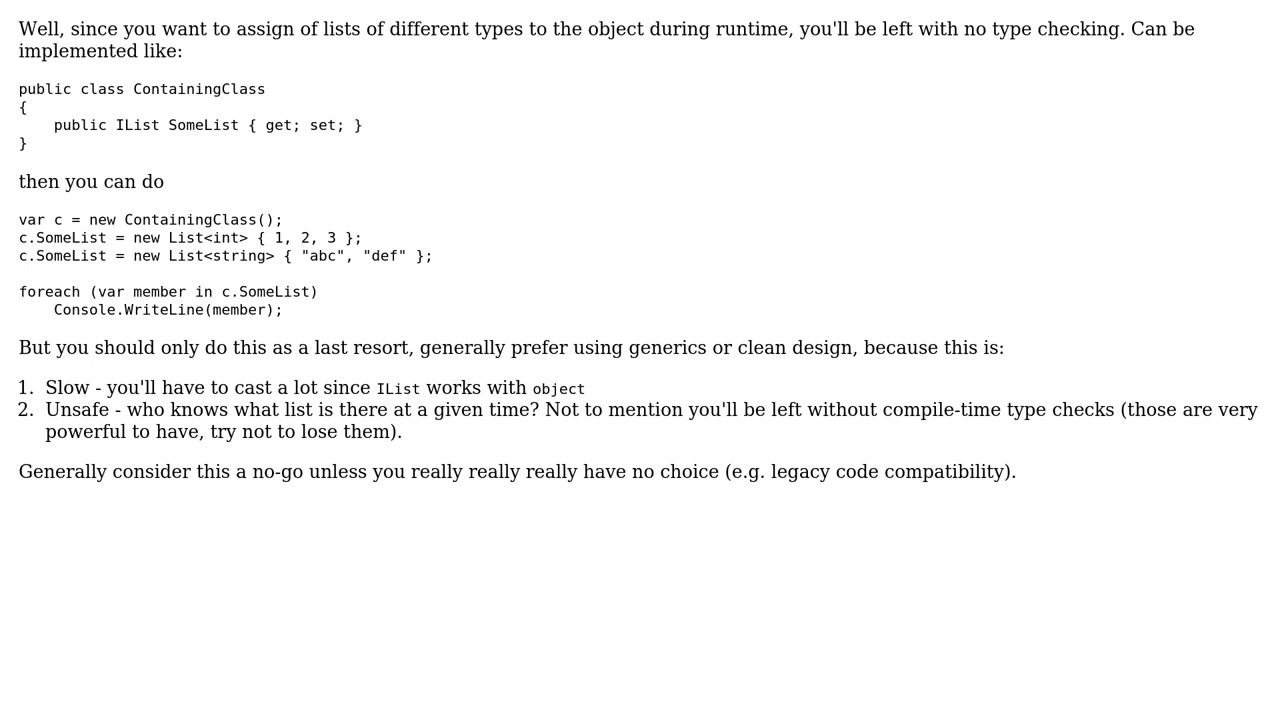 Well, since you want to assign of lists of different types to the object during runtime, you'll be left with no type checking. Can be
implemented like:
public class ContainingClass
{
    public IList SomeList { get; set; }
}
then you can do
var c = new ContainingClass();
c.SomeList = new List<int> { 1, 2, 3 };
c.SomeList = new List<string> { "abc", "def" };
foreach (var member in c.SomeList)
    Console.WriteLine(member);
But you should only do this as a last resort, generally prefer using generics or clean design, because this is:
1. Slow - you'll have to cast a lot since IList works with object
2. Unsafe - who knows what list is there at a given time? Not to mention you'll be left without compile-time type checks (those are very
powerful to have, try not to lose them).
Generally consider this a no-go unless you really really really have no choice (e.g. legacy code compatibility).